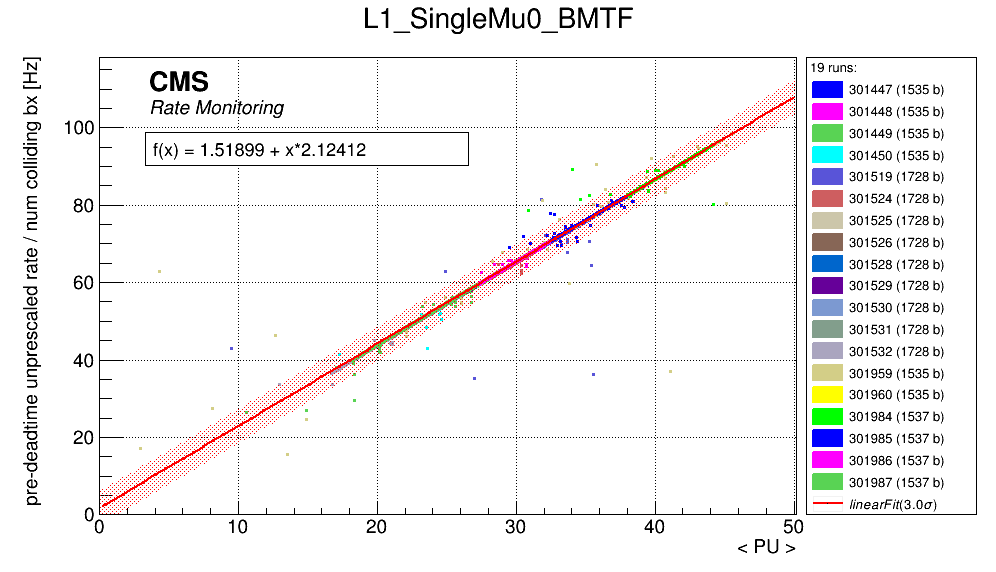 L1_SingleMu0_BMTF
pre-deadtime unprescaled rate / num colliding bx [Hz]
CMS
Rate Monitoring
f(x) = 1.51899 + x*2.12412
100
80
60
40
20
0
0 10 20 30 40 50
< PU >
19 runs:
301447 (1535 b)
301448 (1535 b)
301449 (1535 b)
301450 (1535 b)
301519 (1728 b)
301524 (1728 b)
301525 (1728 b)
301526 (1728 b)
301528 (1728 b)
301529 (1728 b)
301530 (1728 b)
301531 (1728 b)
301532 (1728 b)
301959 (1535 b)
301960 (1535 b)
301984 (1537 b)
301985 (1537 b)
301986 (1537 b)
301987 (1537 b)
linearFit(3.0σ)